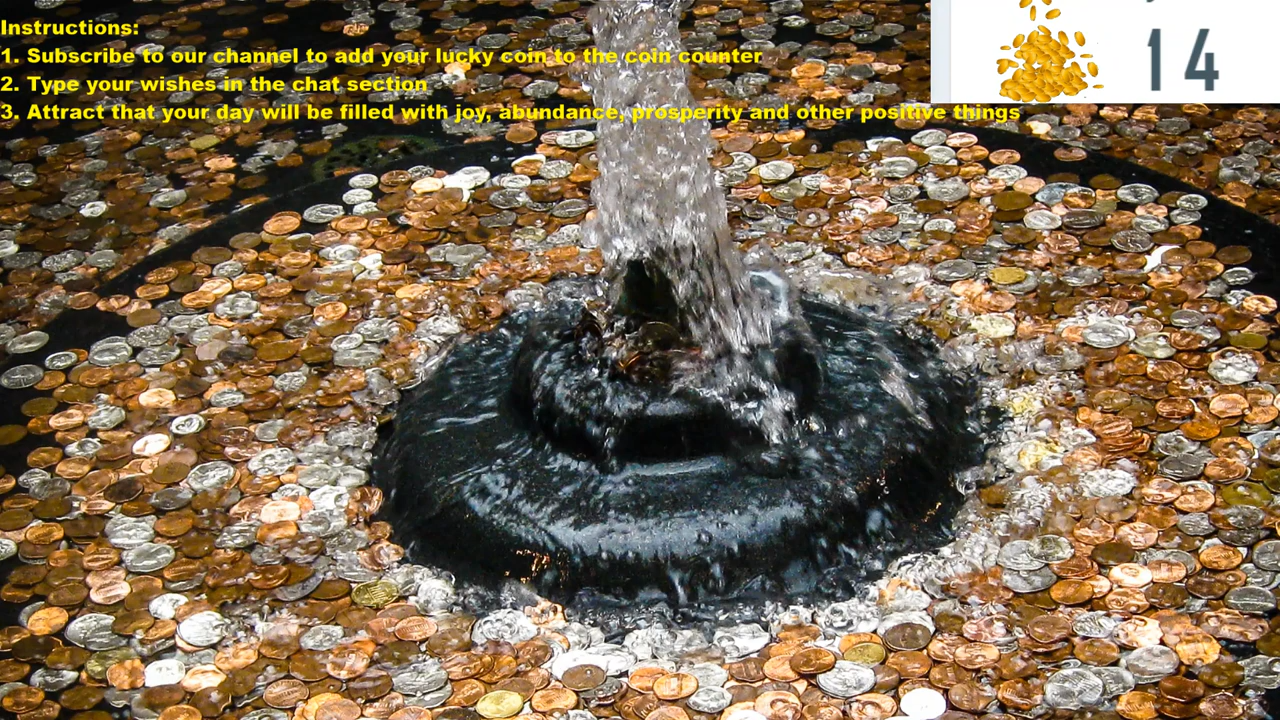 Instructions:
1. Subscribe to our channel to add your lucky coin to the coin counter
2. Type your wishes in the chat section
3. Attract that your day will be filled with joy, abundance, prosperity and other positive things
14